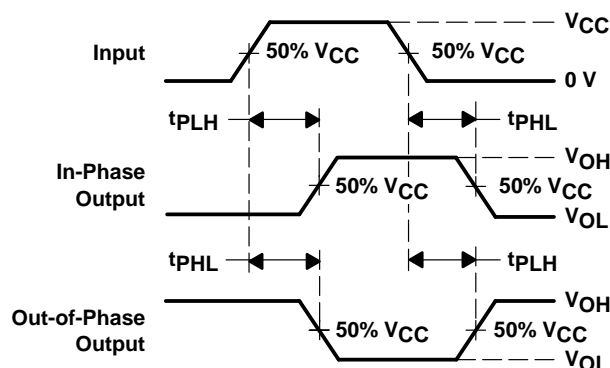 VCC
Input 50% VCC 50% VCC
0 V
tPLH tPHL
VOH
In-Phase Output 50% VCC 50% VCC
VOL
tPHL tPLH
VOH
Out-of-Phase Output 50% VCC 50% VCC
VOL